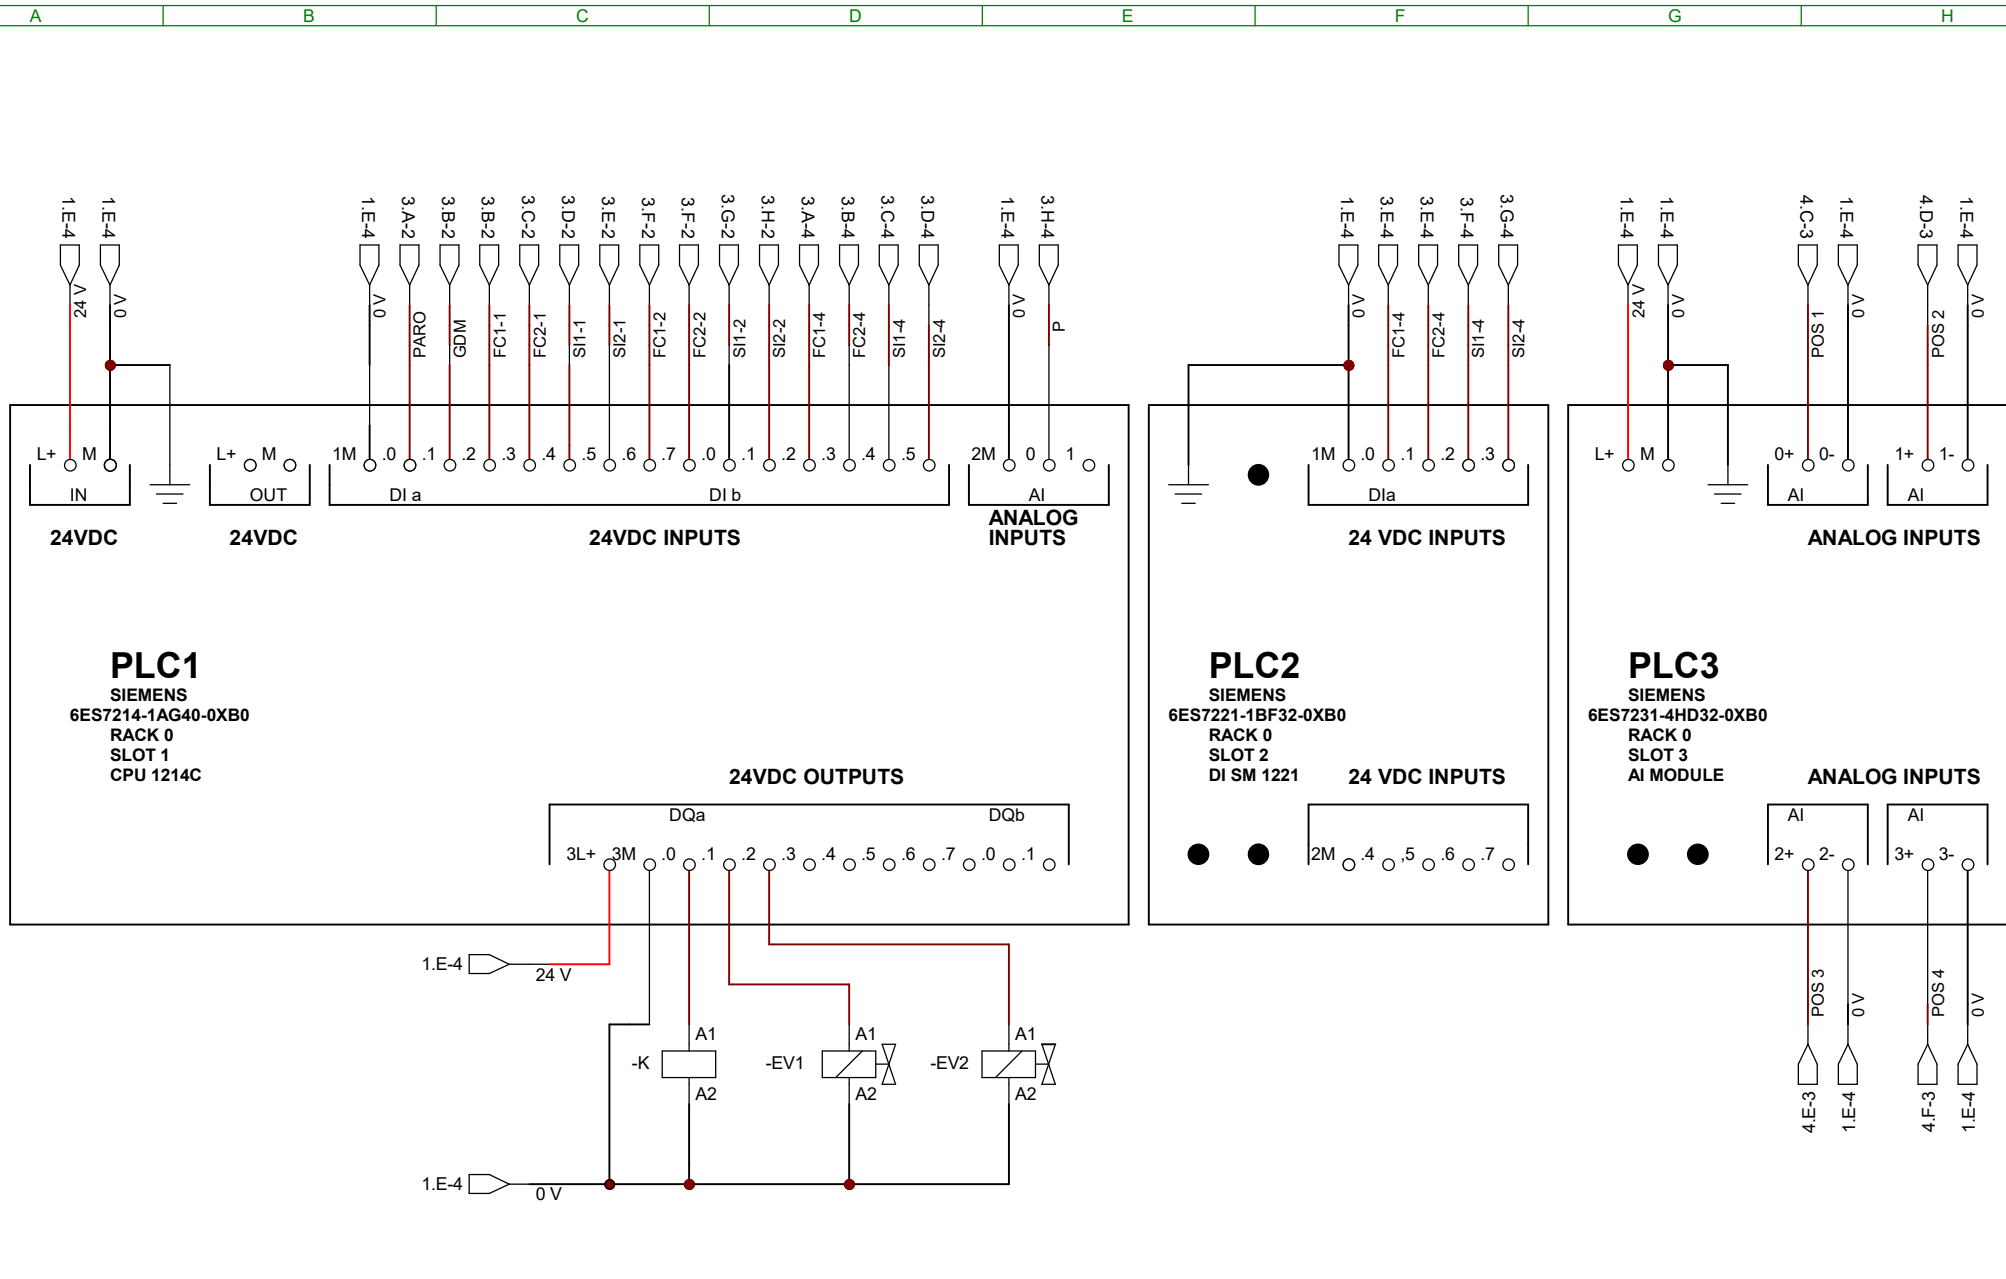 A B C D E F G H
1.E-4 1.E-4 1.E-4 3.A-2 3.B-2 3.B-2 3.C-2 3.D-2 3.E-2 3.F-2 3.F-2 3.G-2 3.H-2 3.A-4 3.B-4 3.C-4 3.D-4 1.E-4 3.H-4 1.E-4 3.E-4 3.E-4 3.F-4 3.G-4 1.E-4 1.E-4 4.C-3 1.E-4 4.D-3 1.E-4
24 V 0 V 0 V PARO GDM FC1-1 FC2-1 SI1-1 SI2-1 FC1-2 FC2-2 SI1-2 SI2-2 FC1-4 FC2-4 SI1-4 SI2-4 0 V P 0 V FC1-4 FC2-4 SI1-4 SI2-4 24 V 0 V POS 1 0 V POS 2 0 V
L+ M L+ M 1M .0 .1 .2 .3 .4 .5 .6 .7 .0 .1 .2 .3 .4 .5 2M 0 1 1M .0 .1 .2 .3 L+ M 0+ 0- 1+ 1-
IN OUT DI a DI b AI DIa AI AI
24VDC 24VDC 24VDC INPUTS ANALOG
INPUTS 24 VDC INPUTS ANALOG INPUTS
PLC1
SIEMENS
6ES7214-1AG40-0XB0
RACK 0
SLOT 1
CPU 1214C
PLC2
SIEMENS
6ES7221-1BF32-0XB0
RACK 0
SLOT 2
DI SM 1221
PLC3
SIEMENS
6ES7231-4HD32-0XB0
RACK 0
SLOT 3
AI MODULE
24VDC OUTPUTS 24 VDC INPUTS ANALOG INPUTS
DQa DQb AI AI
3L+ 3M .0 .1 .2 .3 .4 .5 .6 .7 .0 .1 2M .4 ,5 .6 .7 2+ 2- 3+ 3-
1.E-4 24 V
POS 3 0 V POS 4 0 V
A1 A1 A1
-K -EV1 -EV2
A2 A2 A2
4.E-3 1.E-4 4.F-3 1.E-4
1.E-4 0 V